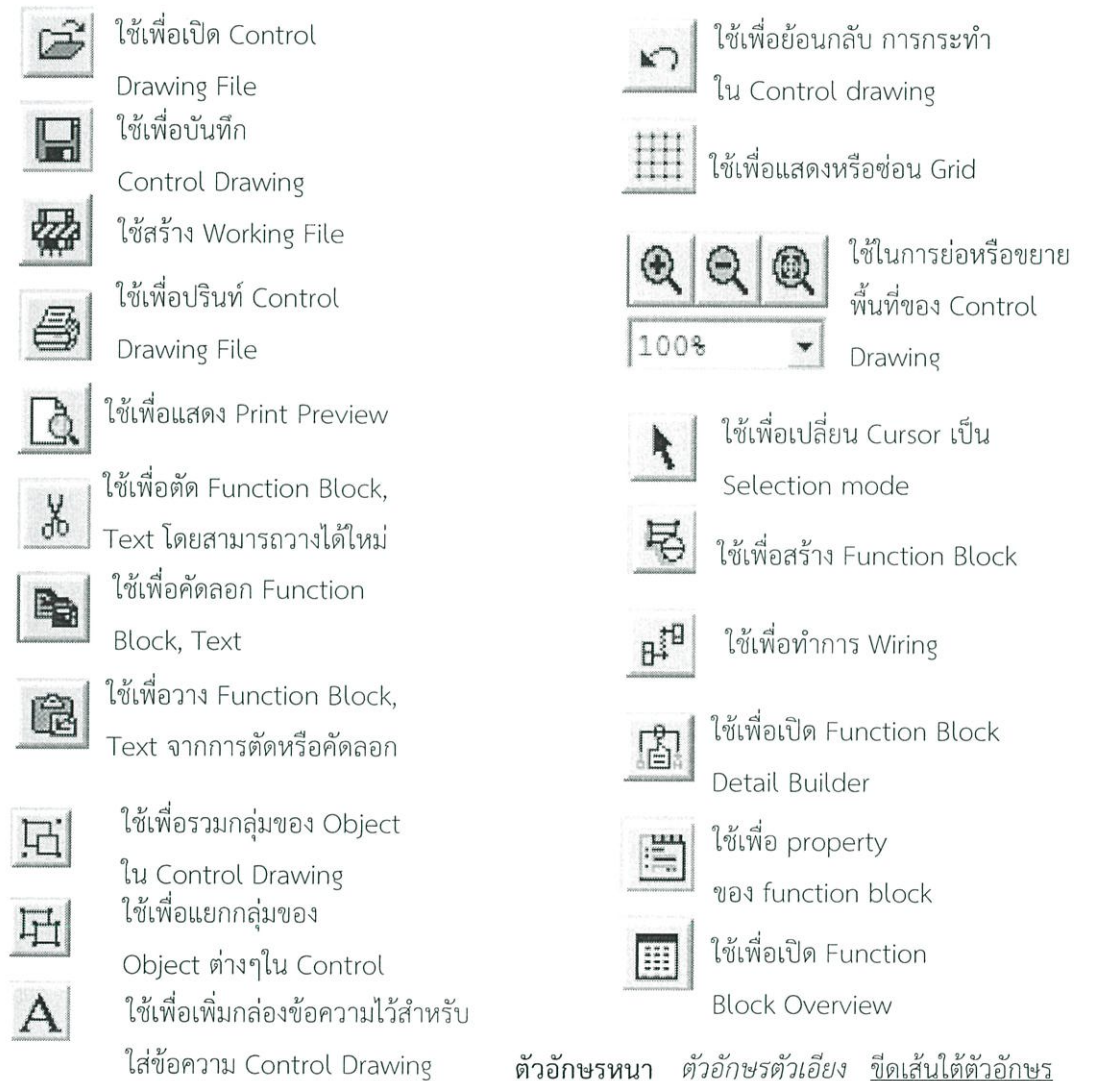 ใช้เพื่อเปิด Control
Drawing File
ใช้เพื่อบันทึก
Control Drawing
ใช้สร้าง Working File
ใช้เพื่อปรินท์ Control
Drawing File
ใช้เพื่อแสดง Print Preview
ใช้เพื่อตัด Function Block,
Text โดยสามารถวางได้ใหม่
ใช้เพื่อคัดลอก Function
Block, Text
ใช้เพื่อวาง Function Block,
Text จากการตัดหรือคัดลอก
ใช้เพื่อรวมกลุ่มของ Object
ใน Control Drawing
ใช้เพื่อแยกกลุ่มของ
Object ต่างๆใน Control
A
ใช้เพื่อเพิ่มกล่องข้อความไว้สำหรับ
ใส่ข้อความ Control Drawing
ใช้เพื่อย้อนกลับ การกระทำ
ใน Control drawing
ใช้เพื่อแสดงหรือซ่อน Grid
ใช้ในการย่อหรือขยาย
พื้นที่ของ Control
100%
Drawing
ใช้เพื่อเปลี่ยน Cursor เป็น
Selection mode
ใช้เพื่อสร้าง Function Block
ใช้เพื่อทำการ Wiring
ใช้เพื่อเปิด Function Block
Detail Builder
ใช้เพื่อ property
ของ function block
ใช้เพื่อเปิด Function
Block Overview
ตัวอักษรหนา ตัวอักษรตัวเอียง ขีดเส้นใต้ตัวอักษร